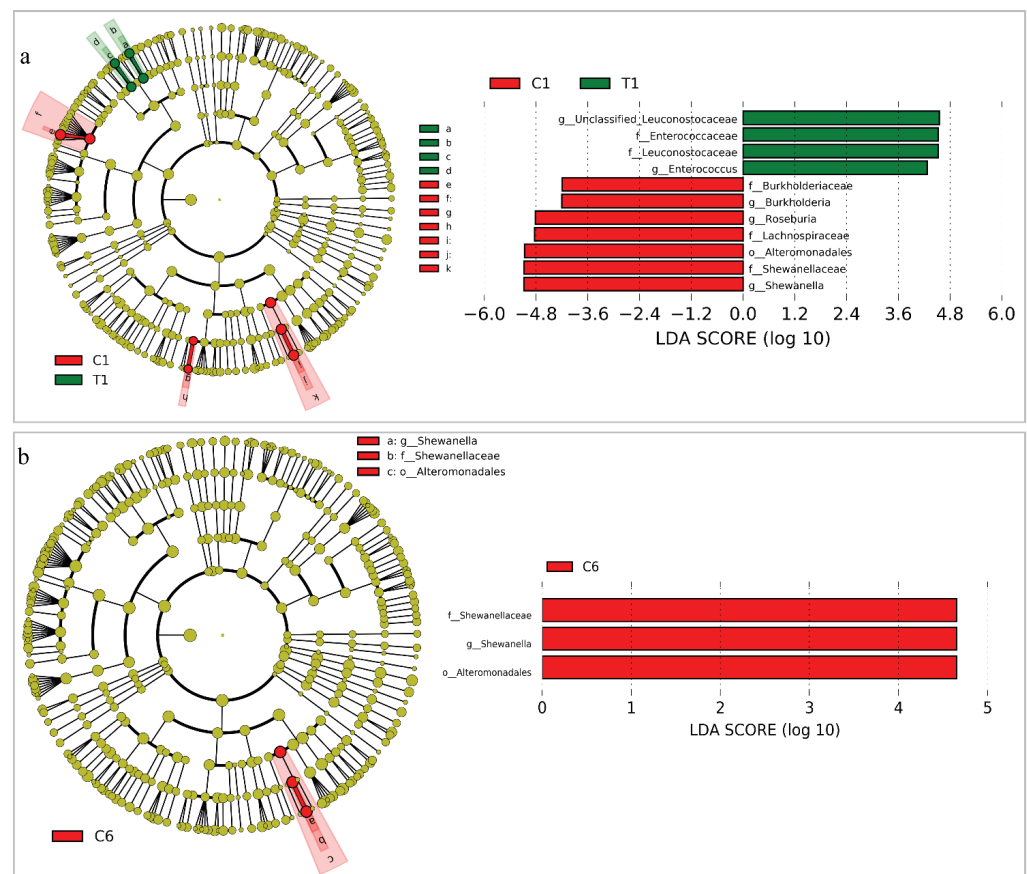 a
b
a
d
c
f
e
g
h
i
j
k
C1
T1
a
b
c
d
e
f:
g
h
i:
j:
k
C1 T1
g__Unclassified_Leuconostocaceae
f__Enterococcaceae
f__Leuconostocaceae
g__Enterococcus
f__Burkholderiaceae
g__Burkholderia
g__Roseburia
f__Lachnospiraceae
o__Alteromonadales
f__Shewanellaceae
g__Shewanella
−6.0 −4.8 −3.6 −2.4 −1.2 0.0 1.2 2.4 3.6 4.8 6.0
LDA SCORE (log 10)
b
a: g__Shewanella
b: f__Shewanellaceae
c: o__Alteromonadales
a
b
c
C6
C6
f__Shewanellaceae
g__Shewanella
o__Alteromonadales
0 1 2 3 4 5
LDA SCORE (log 10)